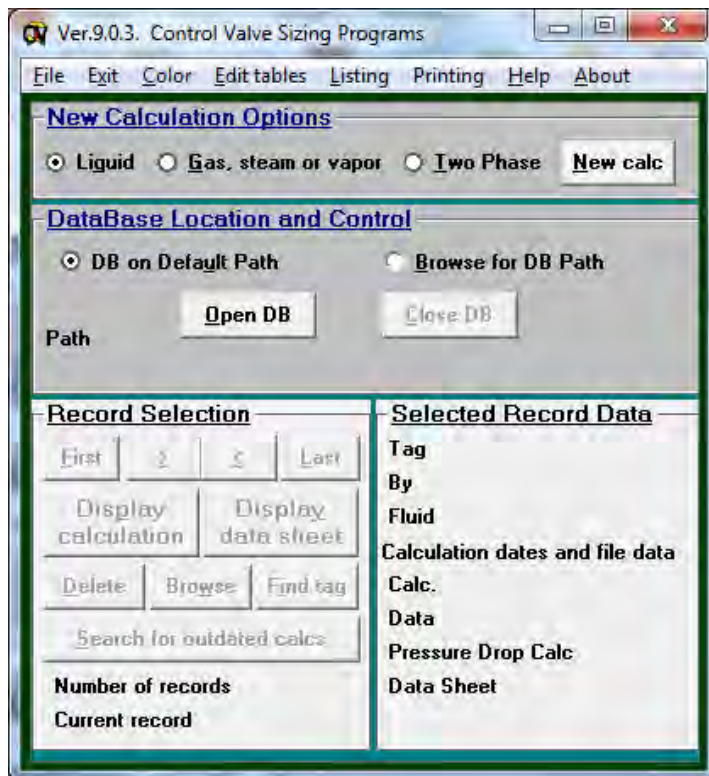 CV Ver.9.0.3. Control Valve Sizing Programs
File Exit Color Edit tables Listing Printing Help About
New Calculation Options
Liquid Gas, steam or vapor Two Phase New calc
DataBase Location and Control
DB on Default Path Browse for DB Path
Open DB Close DB
Path
Record Selection
First > < Last
Display calculation Display data sheet
Delete Browse Find tag
Search for outdated calcs
Number of records
Current record
Selected Record Data
Tag
By
Fluid
Calculation dates and file data
Calc.
Data
Pressure Drop Calc
Data Sheet